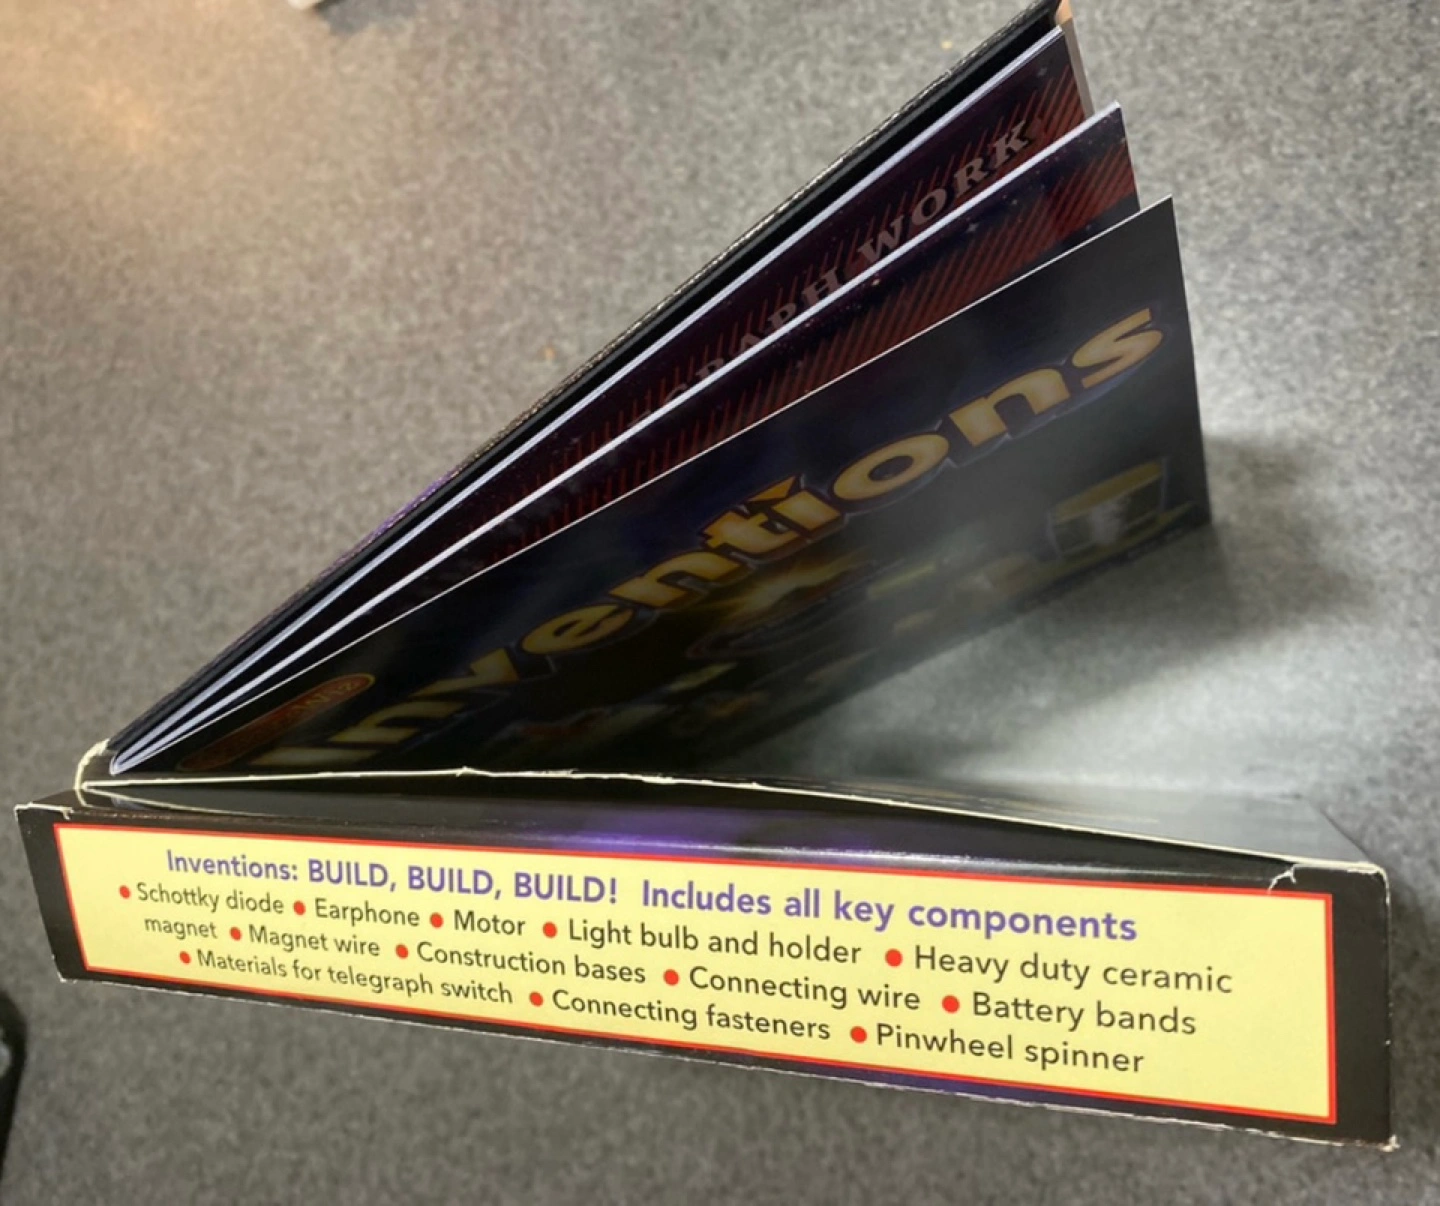 GRAPH WORK
Inventions
Inventions: BUILD, BUILD, BUILD! Includes all key components
• Schottky diode • Earphone • Motor • Light bulb and holder • Heavy duty ceramic
magnet • Magnet wire • Construction bases • Connecting wire • Battery bands
• Materials for telegraph switch • Connecting fasteners • Pinwheel spinner